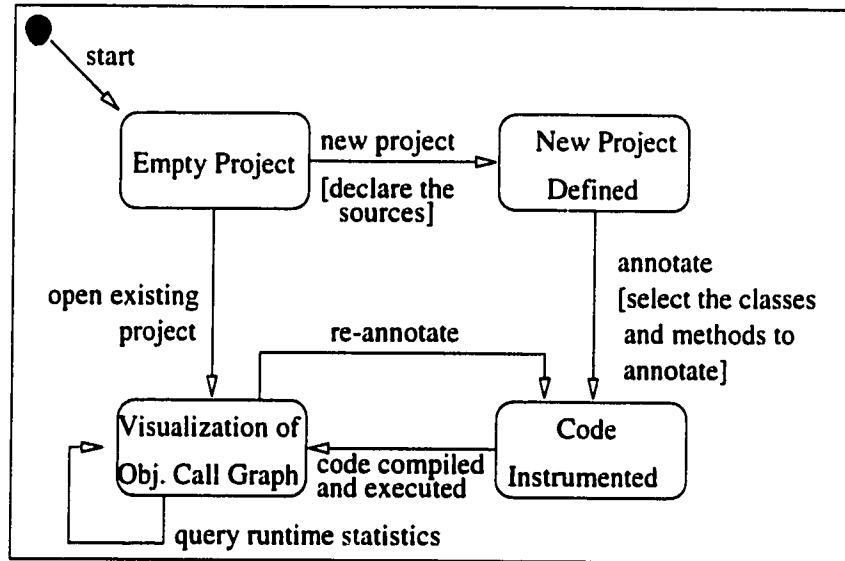 start
Empty Project
new project
[declare the
sources]
New Project
Defined
open existing
project
re-annotate
annotate
[select the classes
and methods to
annotate]
Visualization of
Obj. Call Graph
code compiled
and executed
Code
Instrumented
query runtime statistics